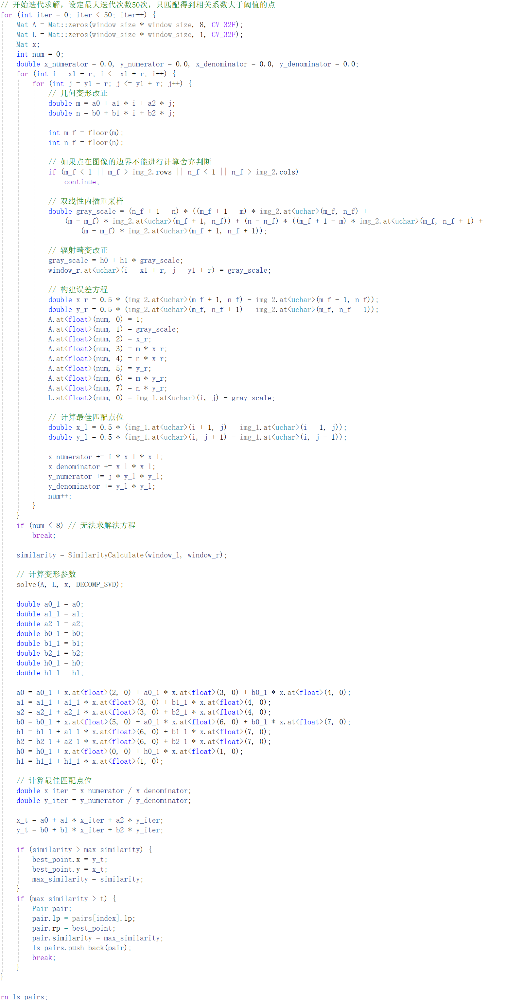 // 开始迭代求解，设定最大迭代次数50次，只匹配得到相关系数大于阈值的点
for (int iter = 0; iter < 50; iter++) {
    Mat A = Mat::zeros(window_size * window_size, 8, CV_32F);
    Mat L = Mat::zeros(window_size * window_size, 1, CV_32F);
    Mat x;
    int num = 0;
    double x_numerator = 0.0, y_numerator = 0.0, x_denominator = 0.0, y_denominator = 0.0;
    for (int i = x1 - r; i <= x1 + r; i++) {
        for (int j = y1 - r; j <= y1 + r; j++) {
            // 几何变形改正
            double m = a0 + a1 * i + a2 * j;
            double n = b0 + b1 * i + b2 * j;

            int m_f = floor(m);
            int n_f = floor(n);

            // 如果点在图像的边界不能进行计算舍弃判断
            if (m_f < 1 || m_f > img_2.rows || n_f < 1 || n_f > img_2.cols)
                continue;

            // 双线性内插重采样
            double gray_scale = (n_f + 1 - n) * ((m_f + 1 - m) * img_2.at<uchar>(m_f, n_f) +
                (m - m_f) * img_2.at<uchar>(m_f + 1, n_f)) + (n - n_f) * ((m_f + 1 - m) * img_2.at<uchar>(m_f, n_f + 1) +
                    (m - m_f) * img_2.at<uchar>(m_f + 1, n_f + 1));

            // 辐射畸变改正
            gray_scale = h0 + h1 * gray_scale;
            window_r.at<uchar>(i - x1 + r, j - y1 + r) = gray_scale;

            // 构建误差方程
            double x_r = 0.5 * (img_2.at<uchar>(m_f + 1, n_f) - img_2.at<uchar>(m_f - 1, n_f));
            double y_r = 0.5 * (img_2.at<uchar>(m_f, n_f + 1) - img_2.at<uchar>(m_f, n_f - 1));
            A.at<float>(num, 0) = 1;
            A.at<float>(num, 1) = gray_scale;
            A.at<float>(num, 2) = x_r;
            A.at<float>(num, 3) = m * x_r;
            A.at<float>(num, 4) = n * x_r;
            A.at<float>(num, 5) = y_r;
            A.at<float>(num, 6) = m * y_r;
            A.at<float>(num, 7) = n * y_r;
            L.at<float>(num, 0) = img_1.at<uchar>(i, j) - gray_scale;

            // 计算最佳匹配点位
            double x_l = 0.5 * (img_1.at<uchar>(i + 1, j) - img_1.at<uchar>(i - 1, j));
            double y_l = 0.5 * (img_1.at<uchar>(i, j + 1) - img_1.at<uchar>(i, j - 1));

            x_numerator += i * x_l * x_l;
            x_denominator += x_l * x_l;
            y_numerator += j * y_l * y_l;
            y_denominator += y_l * y_l;
            num++;
        }
    }
    if (num < 8) // 无法求解法方程
        break;

    similarity = SimilarityCalculate(window_l, window_r);

    // 计算变形参数
    solve(A, L, x, DECOMP_SVD);

    double a0_1 = a0;
    double a1_1 = a1;
    double a2_1 = a2;
    double b0_1 = b0;
    double b1_1 = b1;
    double b2_1 = b2;
    double h0_1 = h0;
    double h1_1 = h1;

    a0 = a0_1 + x.at<float>(2, 0) + a0_1 * x.at<float>(3, 0) + b0_1 * x.at<float>(4, 0);
    a1 = a1_1 + a1_1 * x.at<float>(3, 0) + b1_1 * x.at<float>(4, 0);
    a2 = a2_1 + a2_1 * x.at<float>(3, 0) + b2_1 * x.at<float>(4, 0);
    b0 = b0_1 + x.at<float>(5, 0) + a0_1 * x.at<float>(6, 0) + b0_1 * x.at<float>(7, 0);
    b1 = b1_1 + a1_1 * x.at<float>(6, 0) + b1_1 * x.at<float>(7, 0);
    b2 = b2_1 + a2_1 * x.at<float>(6, 0) + b2_1 * x.at<float>(7, 0);
    h0 = h0_1 + x.at<float>(0, 0) + h0_1 * x.at<float>(1, 0);
    h1 = h1_1 + h1_1 * x.at<float>(1, 0);

    // 计算最佳匹配点位
    double x_iter = x_numerator / x_denominator;
    double y_iter = y_numerator / y_denominator;

    x_t = a0 + a1 * x_iter + a2 * y_iter;
    y_t = b0 + b1 * x_iter + b2 * y_iter;

    if (similarity > max_similarity) {
        best_point.x = y_t;
        best_point.y = x_t;
        max_similarity = similarity;
    }
    if (max_similarity > t) {
        Pair pair;
        pair.lp = pairs[index].lp;
        pair.rp = best_point;
        pair.similarity = max_similarity;
        ls_pairs.push_back(pair);
        break;
    }
}

rn ls_pairs;